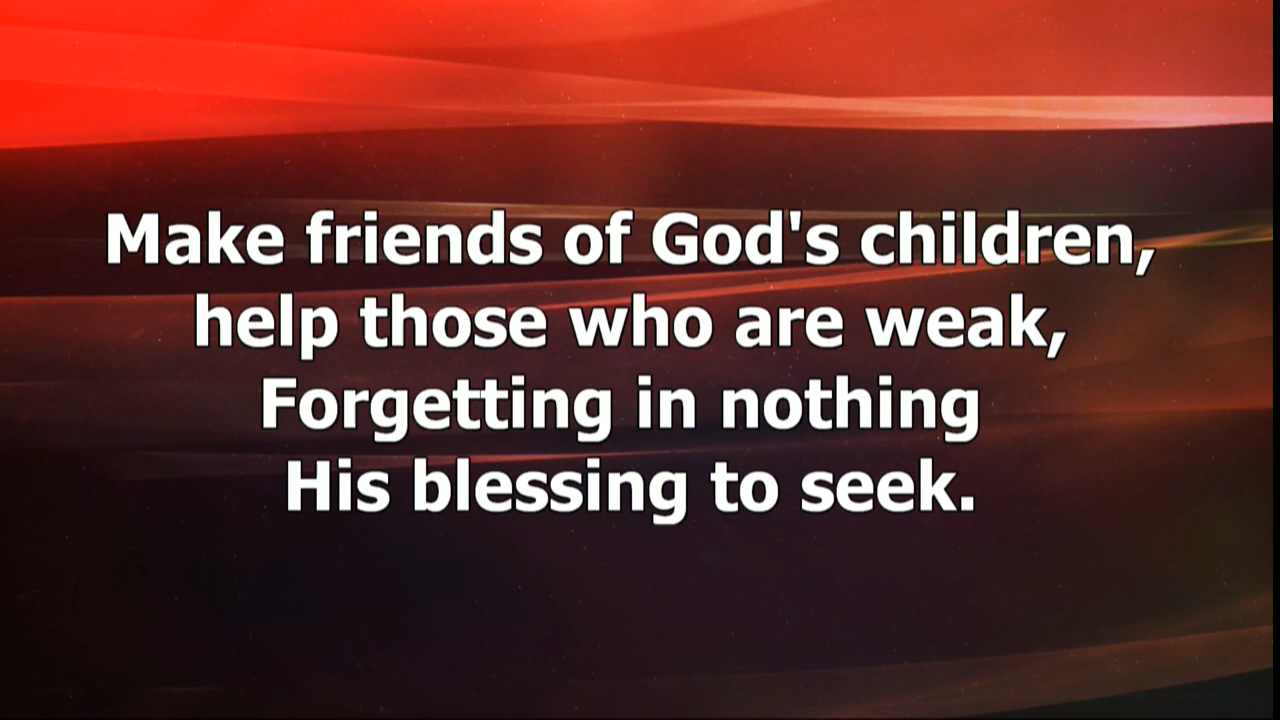 Make friends of God's children,
help those who are weak,
Forgetting in nothing
His blessing to seek.